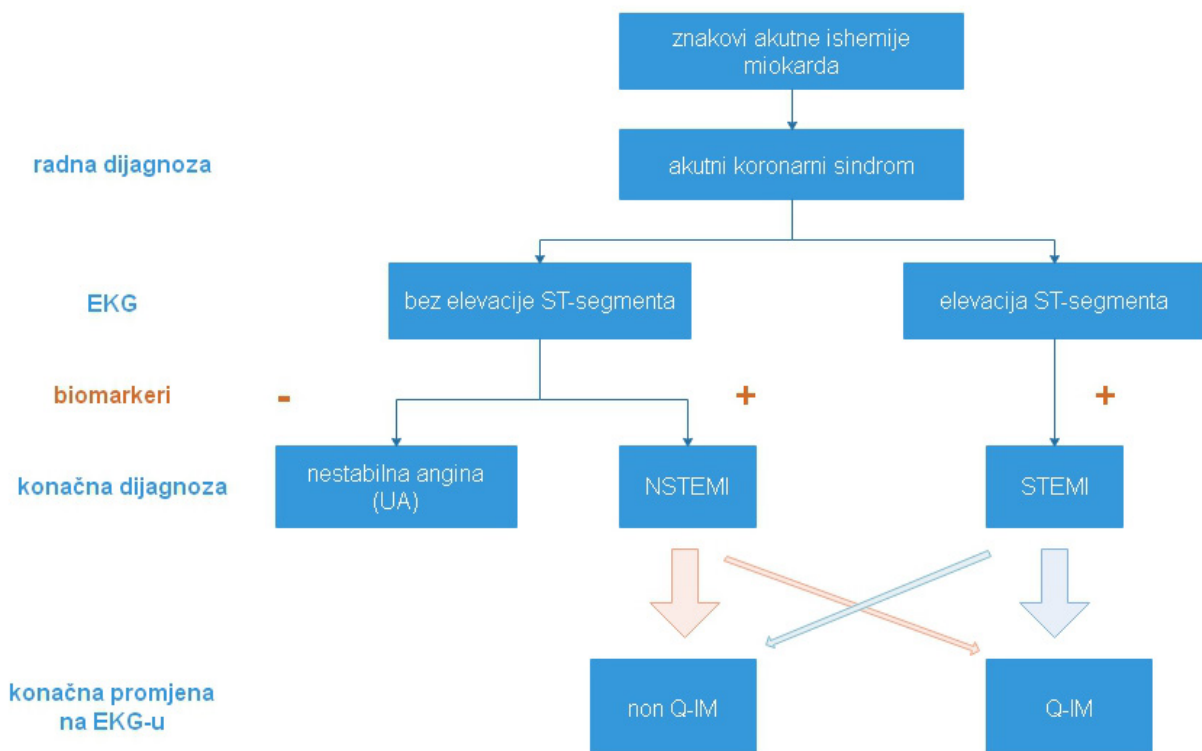 znakovi akutne ishemije
miokarda
radna dijagnoza
akutni koronarni sindrom
EKG
bez elevacije ST-segmenta
elevacija ST-segmenta
biomarkeri
-
+
+
konačna dijagnoza
nestabilna angina
(UA)
NSTEMI
STEMI
konačna promjena
na EKG-u
non Q-IM
Q-IM